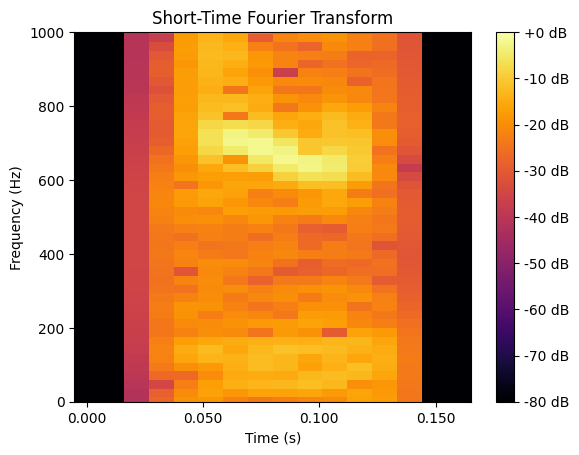 Short-Time Fourier Transform
1000
800
600
400
200
0
Frequency (Hz)
0.000
0.050
0.100
0.150
Time (s)
+0 dB
-10 dB
-20 dB
-30 dB
-40 dB
-50 dB
-60 dB
-70 dB
-80 dB